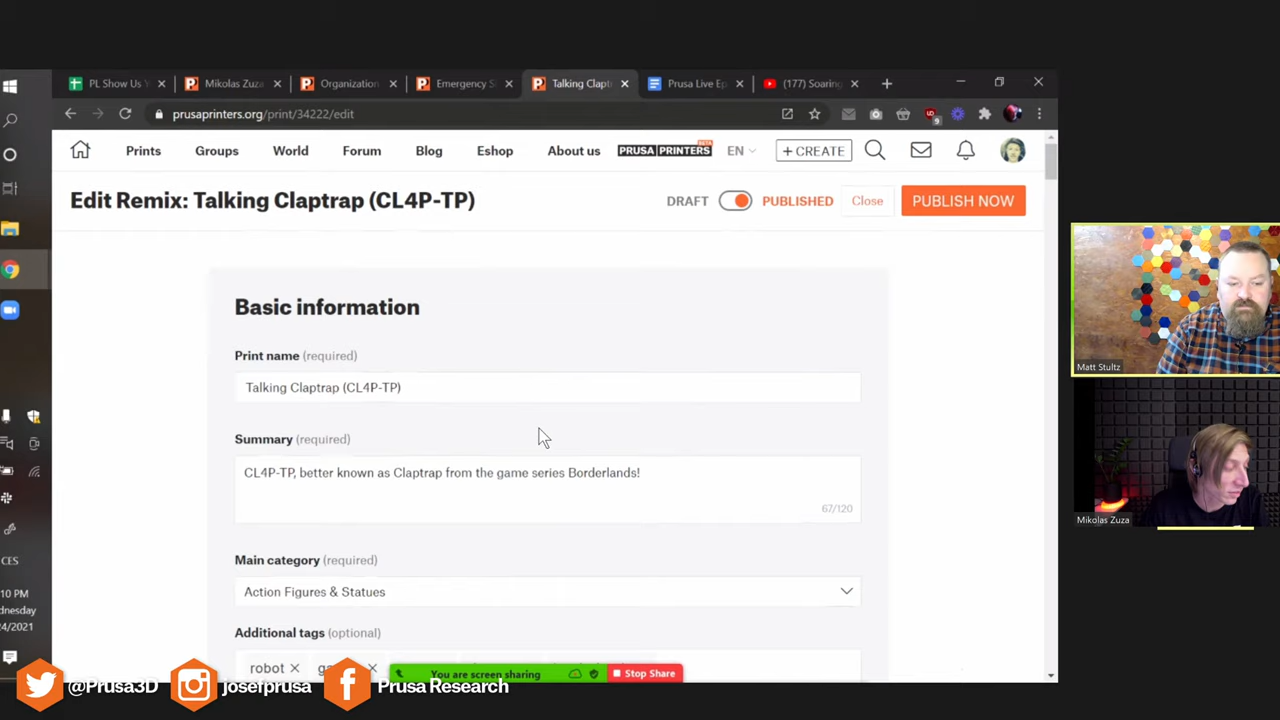 PL Show Us Y
Mikolas Zuza
Organization
Emergency S
Talking Clapt
Prusa Live Ep
(177) Soaring
prusaprinters.org/print/34222/edit
Prints
Groups
World
Forum
Blog
Eshop
About us
PRUSA PRINTERS
BETA
EN
+ CREATE
Edit Remix: Talking Claptrap (CL4P-TP)
DRAFT
PUBLISHED
Close
PUBLISH NOW
Basic information
Print name (required)
Talking Claptrap (CL4P-TP)
Summary (required)
CL4P-TP, better known as Claptrap from the game series Borderlands!
67/120
Main category (required)
Action Figures & Statues
Additional tags (optional)
robot
ga
You are screen sharing
Stop Share
CES
:10 PM
dnesday
24/2021
Matt Stultz
Mikolas Zuza
@Prusa3D
josefprusa
Prusa Research